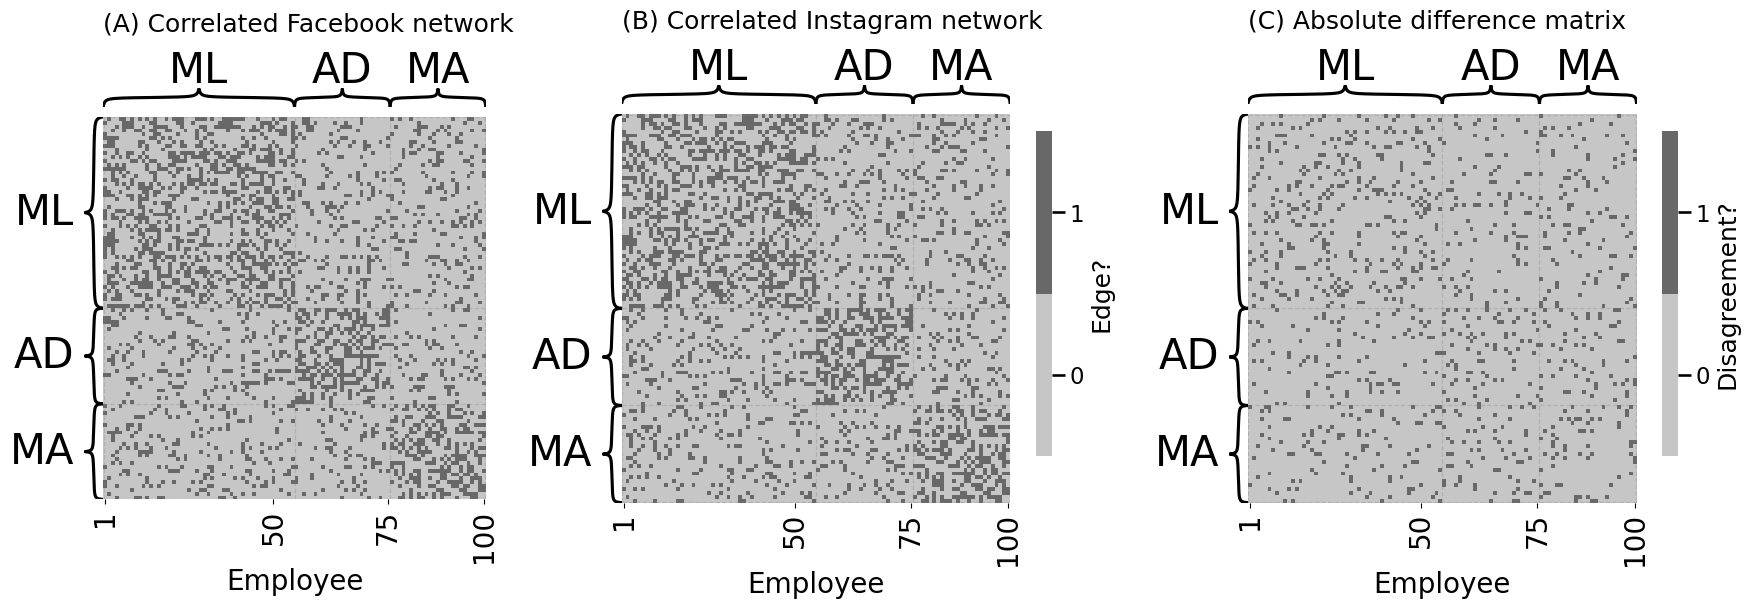 (A) Correlated Facebook network
ML AD MA
ML
AD
MA
1 50 75 100
Employee
(B) Correlated Instagram network
ML AD MA
ML
AD
MA
1 50 75 100
Employee
1
0
Edge?
(C) Absolute difference matrix
ML AD MA
ML
AD
MA
1 50 75 100
Employee
1
0
Disagreement?